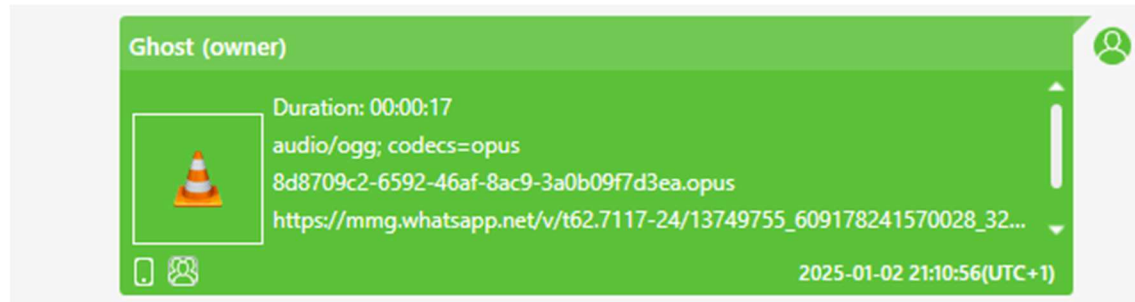 Ghost (owner)
Duration: 00:00:17
audio/ogg; codecs=opus
8d8709c2-6592-46af-8ac9-3a0b09f7d3ea.opus
https://mmg.whatsapp.net/v/t62.7117-24/13749755_609178241570028_32...
2025-01-02 21:10:56(UTC+1)